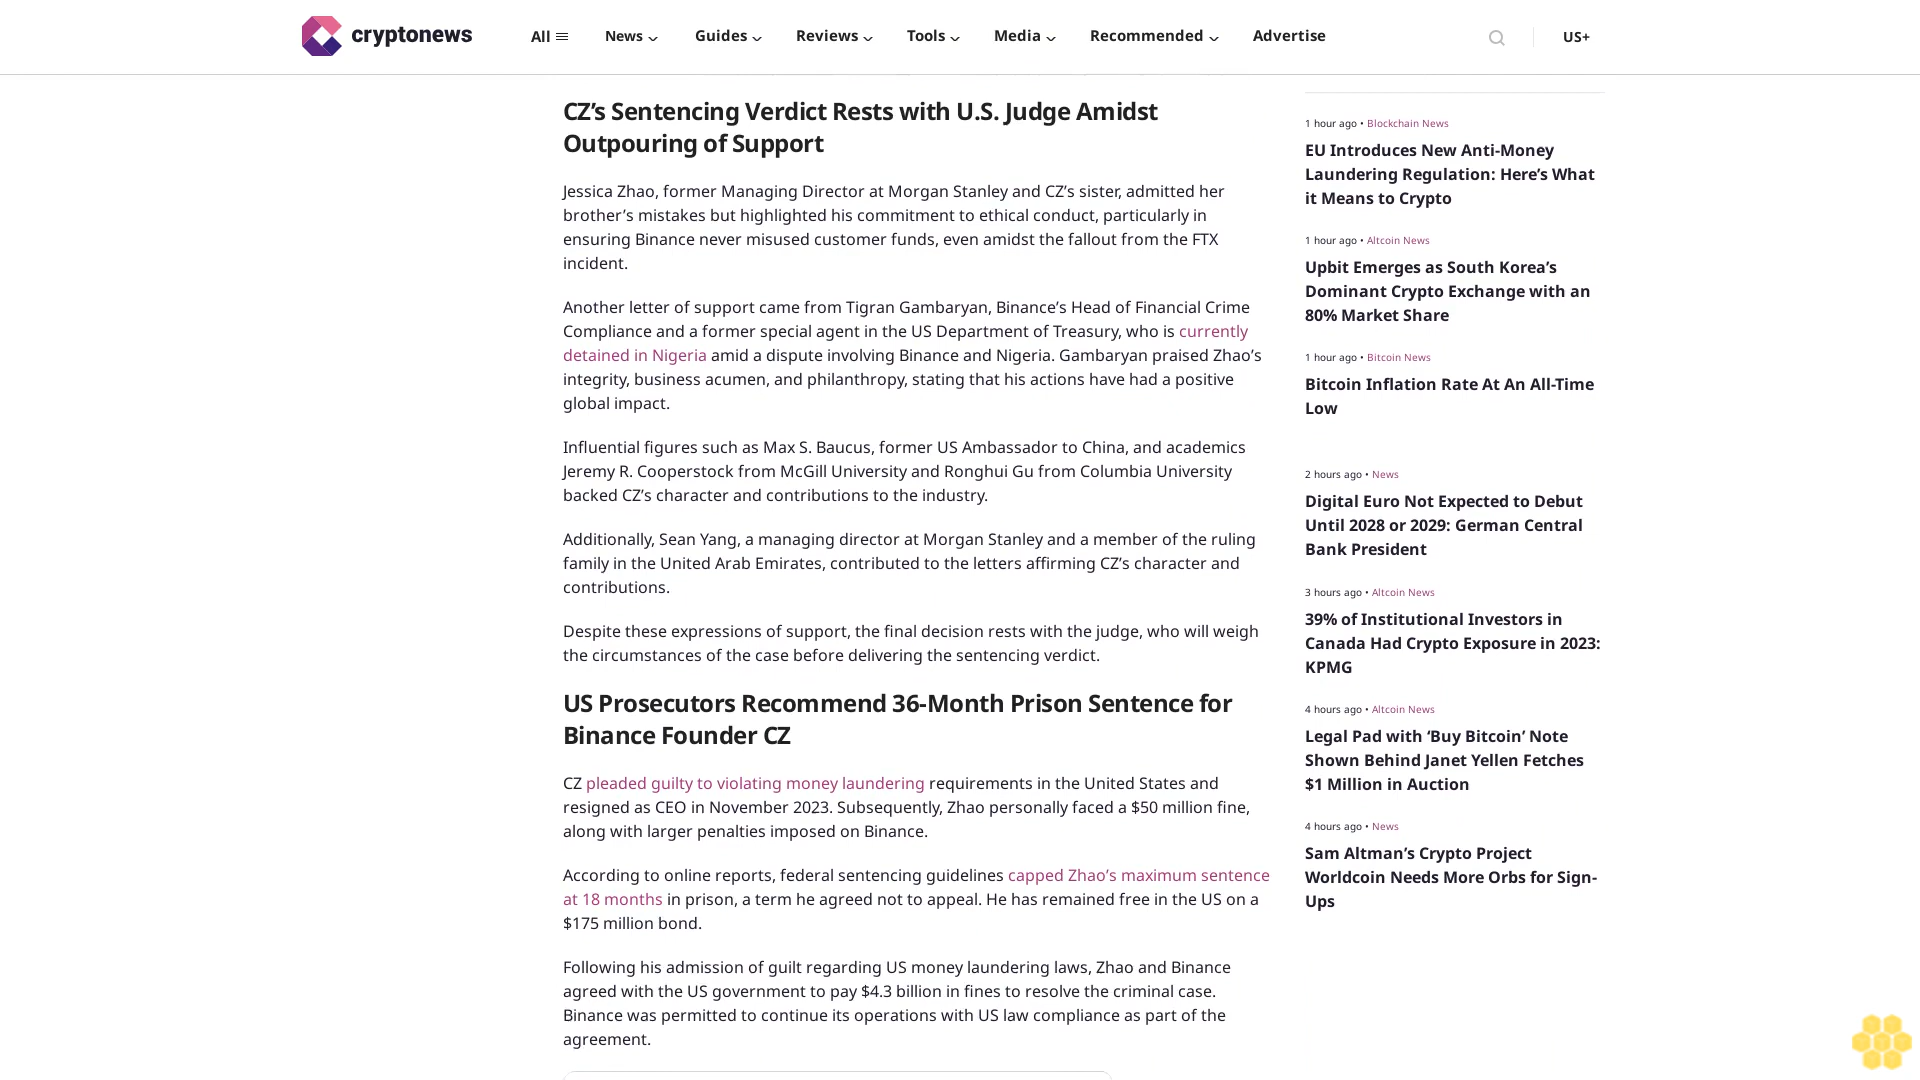 cryptonews
All
News
Guides
Reviews
Tools
Media
Recommended
Advertise
US+
CZ’s Sentencing Verdict Rests with U.S. Judge Amidst
Outpouring of Support
Jessica Zhao, former Managing Director at Morgan Stanley and CZ’s sister, admitted her
brother’s mistakes but highlighted his commitment to ethical conduct, particularly in
ensuring Binance never misused customer funds, even amidst the fallout from the FTX
incident.
Another letter of support came from Tigran Gambaryan, Binance’s Head of Financial Crime
Compliance and a former special agent in the US Department of Treasury, who is currently
detained in Nigeria amid a dispute involving Binance and Nigeria. Gambaryan praised Zhao’s
integrity, business acumen, and philanthropy, stating that his actions have had a positive
global impact.
Influential figures such as Max S. Baucus, former US Ambassador to China, and academics
Jeremy R. Cooperstock from McGill University and Ronghui Gu from Columbia University
backed CZ’s character and contributions to the industry.
Additionally, Sean Yang, a managing director at Morgan Stanley and a member of the ruling
family in the United Arab Emirates, contributed to the letters affirming CZ’s character and
contributions.
Despite these expressions of support, the final decision rests with the judge, who will weigh
the circumstances of the case before delivering the sentencing verdict.
US Prosecutors Recommend 36-Month Prison Sentence for
Binance Founder CZ
CZ pleaded guilty to violating money laundering requirements in the United States and
resigned as CEO in November 2023. Subsequently, Zhao personally faced a $50 million fine,
along with larger penalties imposed on Binance.
According to online reports, federal sentencing guidelines capped Zhao’s maximum sentence
at 18 months in prison, a term he agreed not to appeal. He has remained free in the US on a
$175 million bond.
Following his admission of guilt regarding US money laundering laws, Zhao and Binance
agreed with the US government to pay $4.3 billion in fines to resolve the criminal case.
Binance was permitted to continue its operations with US law compliance as part of the
agreement.
1 hour ago • Blockchain News
EU Introduces New Anti-Money
Laundering Regulation: Here’s What
it Means to Crypto
1 hour ago • Altcoin News
Upbit Emerges as South Korea’s
Dominant Crypto Exchange with an
80% Market Share
1 hour ago • Bitcoin News
Bitcoin Inflation Rate At An All-Time
Low
2 hours ago • News
Digital Euro Not Expected to Debut
Until 2028 or 2029: German Central
Bank President
3 hours ago • Altcoin News
39% of Institutional Investors in
Canada Had Crypto Exposure in 2023:
KPMG
4 hours ago • Altcoin News
Legal Pad with ‘Buy Bitcoin’ Note
Shown Behind Janet Yellen Fetches
$1 Million in Auction
4 hours ago • News
Sam Altman’s Crypto Project
Worldcoin Needs More Orbs for Sign-
Ups